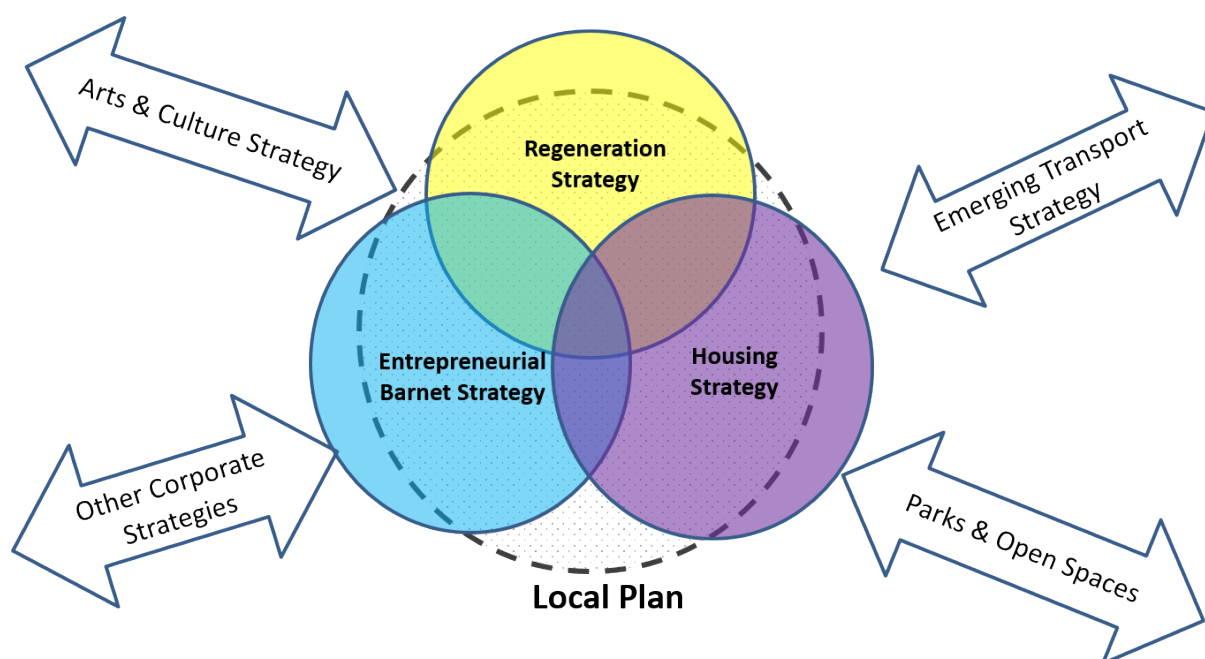 Arts & Culture Strategy
Regeneration
Strategy
Emerging Transport
Strategy
Entrepreneurial
Barnet Strategy
Housing
Strategy
Other Corporate
Strategies
Parks & Open Spaces
Local Plan